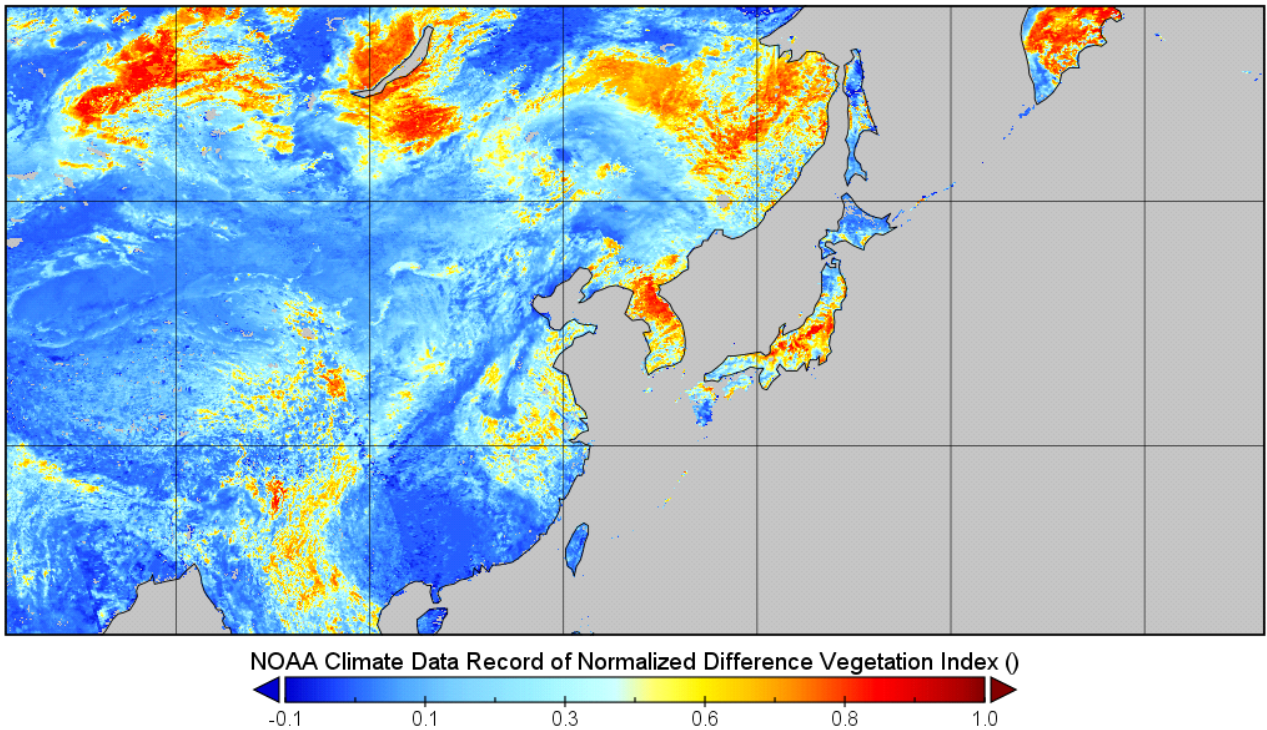 NOAA Climate Data Record of Normalized Difference Vegetation Index ()
-0.1 0.1 0.3 0.6 0.8 1.0